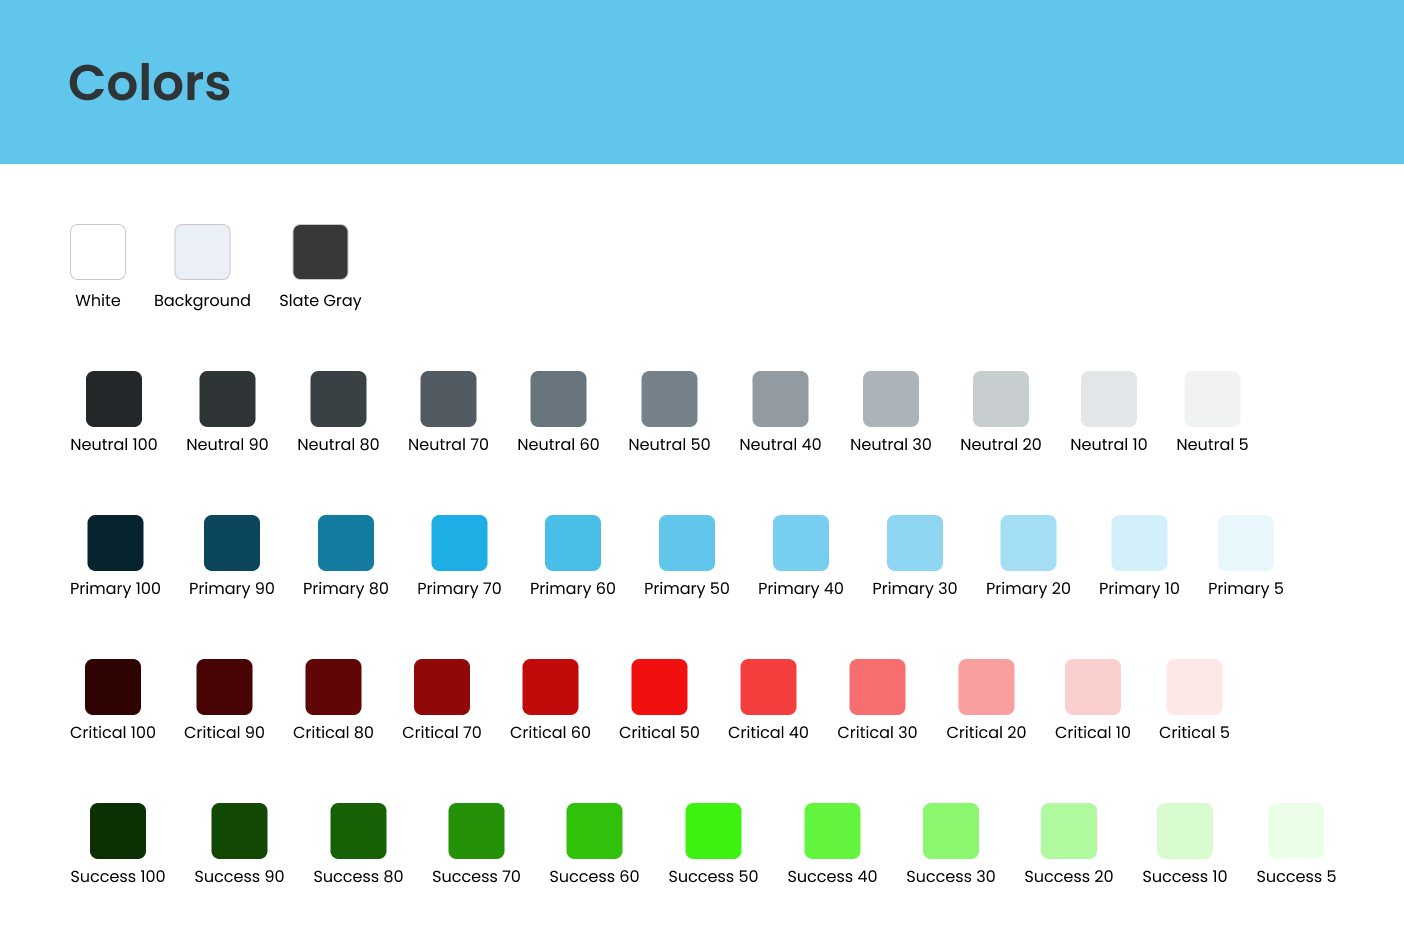 Colors
White Background Slate Gray
Neutral 100 Neutral 90 Neutral 80 Neutral 70 Neutral 60 Neutral 50 Neutral 40 Neutral 30 Neutral 20 Neutral 10 Neutral 5
Primary 100 Primary 90 Primary 80 Primary 70 Primary 60 Primary 50 Primary 40 Primary 30 Primary 20 Primary 10 Primary 5
Critical 100 Critical 90 Critical 80 Critical 70 Critical 60 Critical 50 Critical 40 Critical 30 Critical 20 Critical 10 Critical 5
Success 100 Success 90 Success 80 Success 70 Success 60 Success 50 Success 40 Success 30 Success 20 Success 10 Success 5